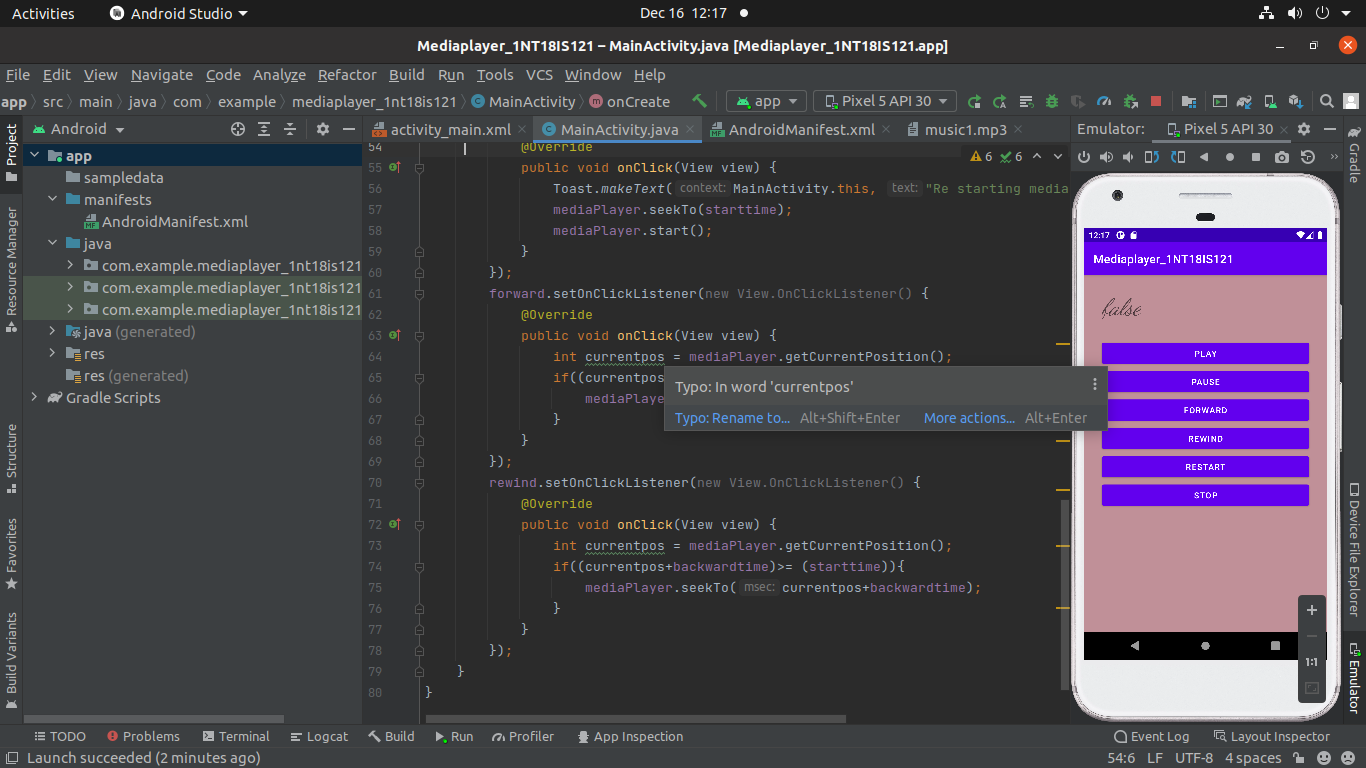 Activities Android Studio Dec 16 12:17
Mediaplayer_1NT18IS121 – MainActivity.java [Mediaplayer_1NT18IS121.app]
File Edit View Navigate Code Analyze Refactor Build Run Tools VCS Window Help
app src main java com example mediaplayer_1nt18is121 MainActivity onCreate app Pixel 5 API 30
Project
Resource Manager
Structure
Favorites
Build Variants
Android
app
sampledata
manifests
AndroidManifest.xml
java
com.example.mediaplayer_1nt18is121
com.example.mediaplayer_1nt18is121
com.example.mediaplayer_1nt18is121
java (generated)
res
res (generated)
Gradle Scripts
activity_main.xml MainActivity.java AndroidManifest.xml music1.mp3
6 6
54 @Override
55 public void onClick(View view) {
56 Toast.makeText( context: MainActivity.this, text: "Re starting media
57 mediaPlayer.seekTo(starttime);
58 mediaPlayer.start();
59 }
60 });
61 forward.setOnClickListener(new View.OnClickListener() {
62 @Override
63 public void onClick(View view) {
64 int currentpos = mediaPlayer.getCurrentPosition();
65 if((currentpos
66 mediaPlaye
67 }
68 }
69 });
70 rewind.setOnClickListener(new View.OnClickListener() {
71 @Override
72 public void onClick(View view) {
73 int currentpos = mediaPlayer.getCurrentPosition();
74 if((currentpos+backwardtime)>= (starttime)){
75 mediaPlayer.seekTo( msec: currentpos+backwardtime);
76 }
77 }
78 });
79 }
80 }
Typo: In word 'currentpos'
Typo: Rename to... Alt+Shift+Enter More actions... Alt+Enter
Emulator: Pixel 5 API 30
12:17
Mediaplayer_1NT18IS121
false
PLAY
PAUSE
FORWARD
REWIND
RESTART
STOP
1:1
Gradle
Device File Explorer
Emulator
TODO Problems Terminal Logcat Build Run Profiler App Inspection Event Log Layout Inspector
Launch succeeded (2 minutes ago) 54:6 LF UTF-8 4 spaces